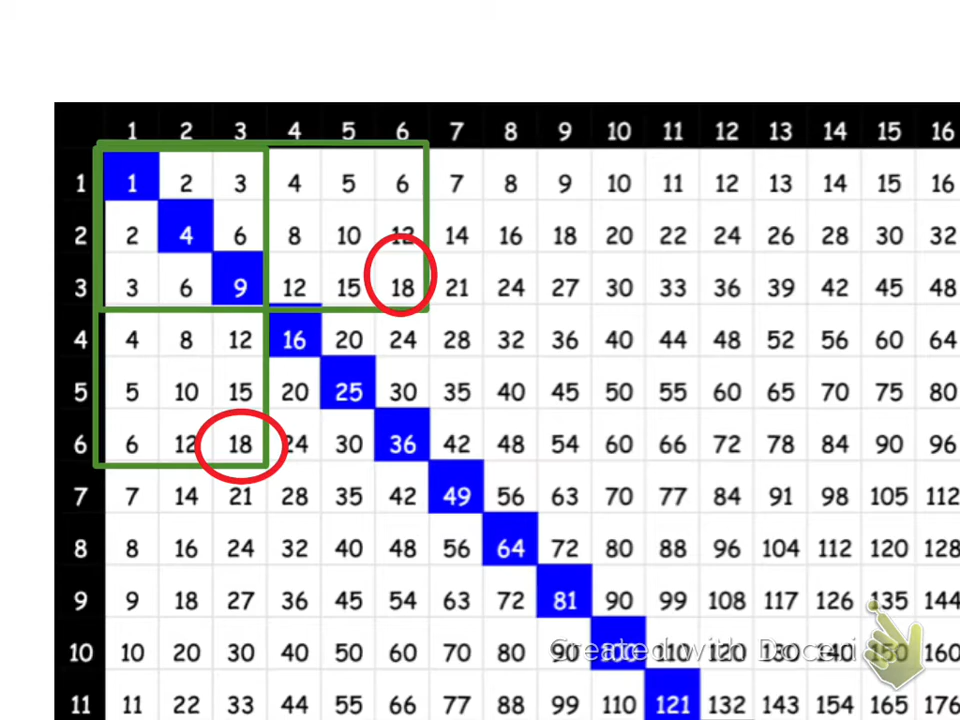 1 2 3 4 5 6 7 8 9 10 11 12 13 14 15 16
1 1 2 3 4 5 6 7 8 9 10 11 12 13 14 15 16
2 2 4 6 8 10 12 14 16 18 20 22 24 26 28 30 32
3 3 6 9 12 15 18 21 24 27 30 33 36 39 42 45 48
4 4 8 12 16 20 24 28 32 36 40 44 48 52 56 60 64
5 5 10 15 20 25 30 35 40 45 50 55 60 65 70 75 80
6 6 12 18 24 30 36 42 48 54 60 66 72 78 84 90 96
7 7 14 21 28 35 42 49 56 63 70 77 84 91 98 105 112
8 8 16 24 32 40 48 56 64 72 80 88 96 104 112 120 128
9 9 18 27 36 45 54 63 72 81 90 99 108 117 126 135 144
10 10 20 30 40 50 60 70 80 90 100 110 120 130 140 150 160
Created with Doceri
11 11 22 33 44 55 66 77 88 99 110 121 132 143 154 165 176